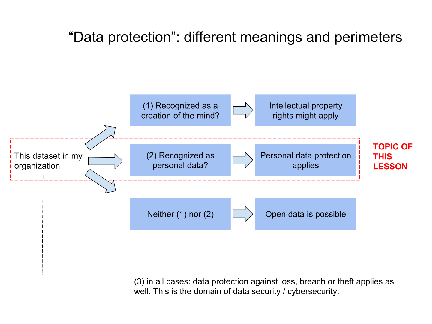 “Data protection”: different meanings and perimeters
(1) Recognized as a
creation of the mind?
Intellectual property
rights might apply
This dataset in my
organization
(2) Recognized as
personal data?
Personal data protection
applies
TOPIC OF
THIS
LESSON
Neither (1) nor (2)
Open data is possible
(3) in all cases: data protection against loss, breach or theft applies as
well. This is the domain of data security / cybersecurity.